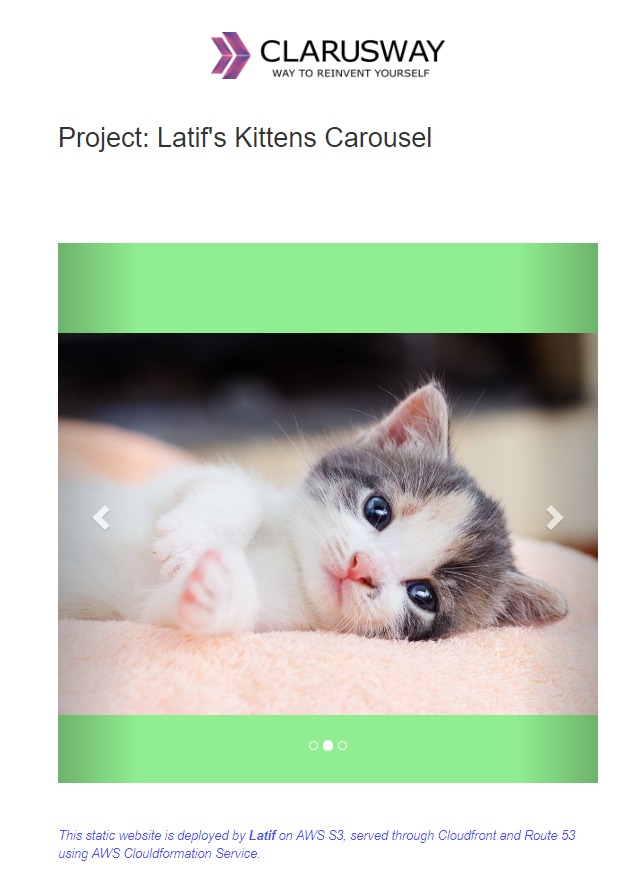 CLARUSWAY
WAY TO REINVENT YOURSELF
Project: Latif's Kittens Carousel
This static website is deployed by Latif on AWS S3, served through Cloudfront and Route 53
using AWS Clouldformation Service.